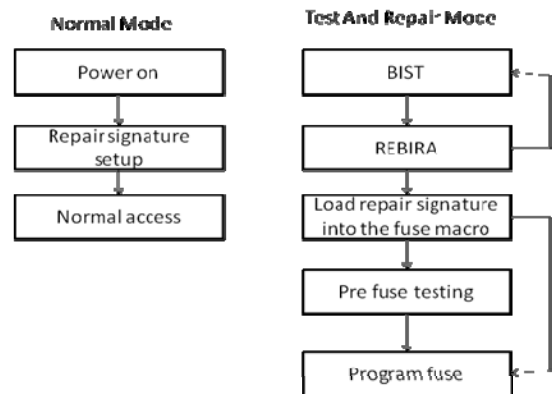 Normal Mode
Power on
Repair signature
setup
Normal access
Test And Repair Mode
BIST
REBIRA
Load repair signature
into the fuse macro
Pre fuse testing
Program fuse